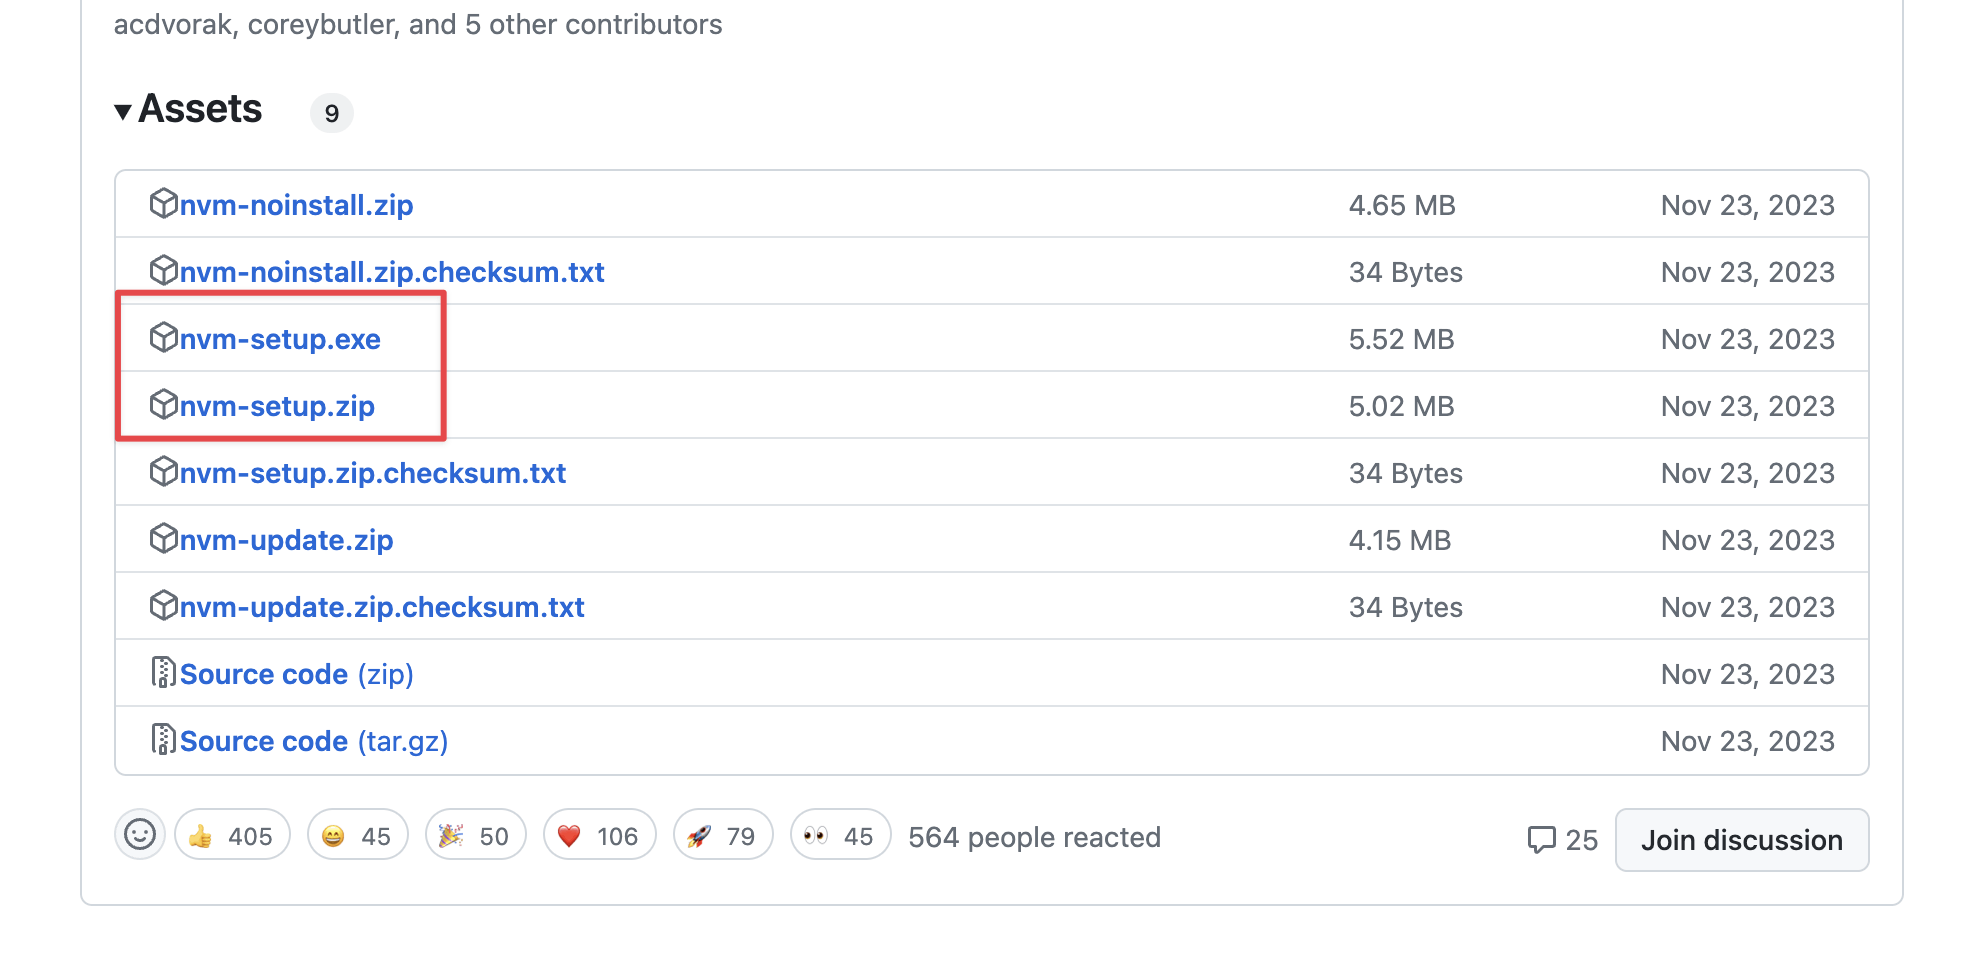 acdvorak, coreybutler, and 5 other contributors
Assets 9
nvm-noinstall.zip 4.65 MB Nov 23, 2023
nvm-noinstall.zip.checksum.txt 34 Bytes Nov 23, 2023
nvm-setup.exe 5.52 MB Nov 23, 2023
nvm-setup.zip 5.02 MB Nov 23, 2023
nvm-setup.zip.checksum.txt 34 Bytes Nov 23, 2023
nvm-update.zip 4.15 MB Nov 23, 2023
nvm-update.zip.checksum.txt 34 Bytes Nov 23, 2023
Source code (zip) Nov 23, 2023
Source code (tar.gz) Nov 23, 2023
👍 405 😄 45 🎉 50 ❤️ 106 🚀 79 👀 45 564 people reacted 25 Join discussion